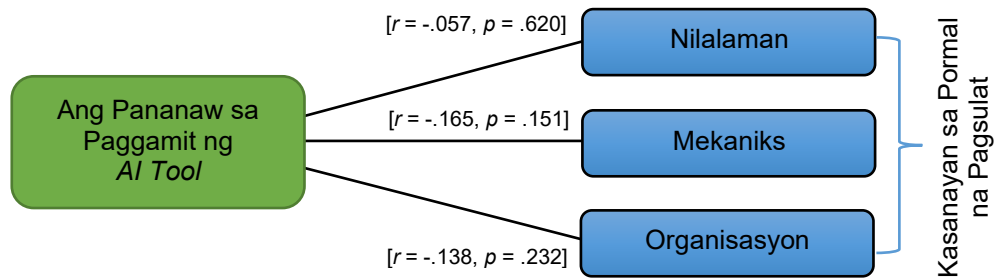 [r = -.057, p = .620]
Nilalaman
Ang Pananaw sa
Paggamit ng
AI Tool
[r = -.165, p = .151]
Mekaniks
[r = -.138, p = .232]
Organisasyon
Kasanayan sa Pormal
na Pagsulat